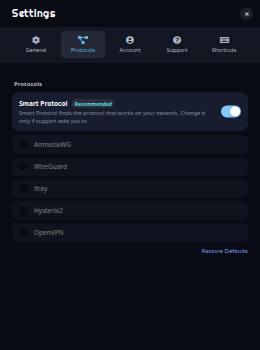 Settings
General
Protocols
Account
Support
Shortcuts
Protocols
Smart Protocol Recommended
Smart Protocol finds the protocol that works on your network. Change it
only if support asks you to.
AmneziaWG
WireGuard
Xray
Hysteria2
OpenVPN
Restore Defaults